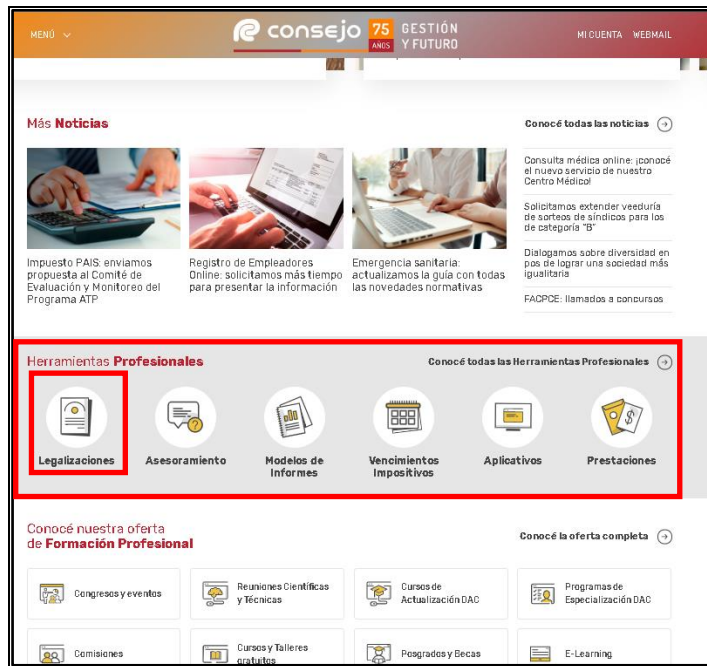 MENÚ
consejo
75 AÑOS
GESTIÓN
Y FUTURO
MI CUENTA WEBMAIL
Más Noticias
Conocé todas las noticias
Impuesto PAIS: enviamos
propuesta al Comité de
Evaluación y Monitoreo del
Programa ATP
Registro de Empleadores
Online: solicitamos más tiempo
para presentar la información
Emergencia sanitaria:
actualizamos la guía con todas
las novedades normativas
Consulta médica online: ¡conocé
el nuevo servicio de nuestro
Centro Médico!
Solicitamos extender veeduría
de sorteos de síndicos para los
de categoría "B"
Dialogamos sobre diversidad en
pos de lograr una sociedad más
igualitaria
FACPCE: llamados a concursos
Herramientas Profesionales
Conocé todas las Herramientas Profesionales
Legalizaciones
Asesoramiento
Modelos de
Informes
Vencimientos
Impositivos
Aplicativos
Prestaciones
Conocé nuestra oferta
de Formación Profesional
Conocé la oferta completa
Congresos y eventos
Reuniones Científicas
y Técnicas
Cursos de
Actualización DAC
Programas de
Especialización DAC
Comisiones
Cursos y Talleres
gratuitos
Posgrados y Becas
E-Learning